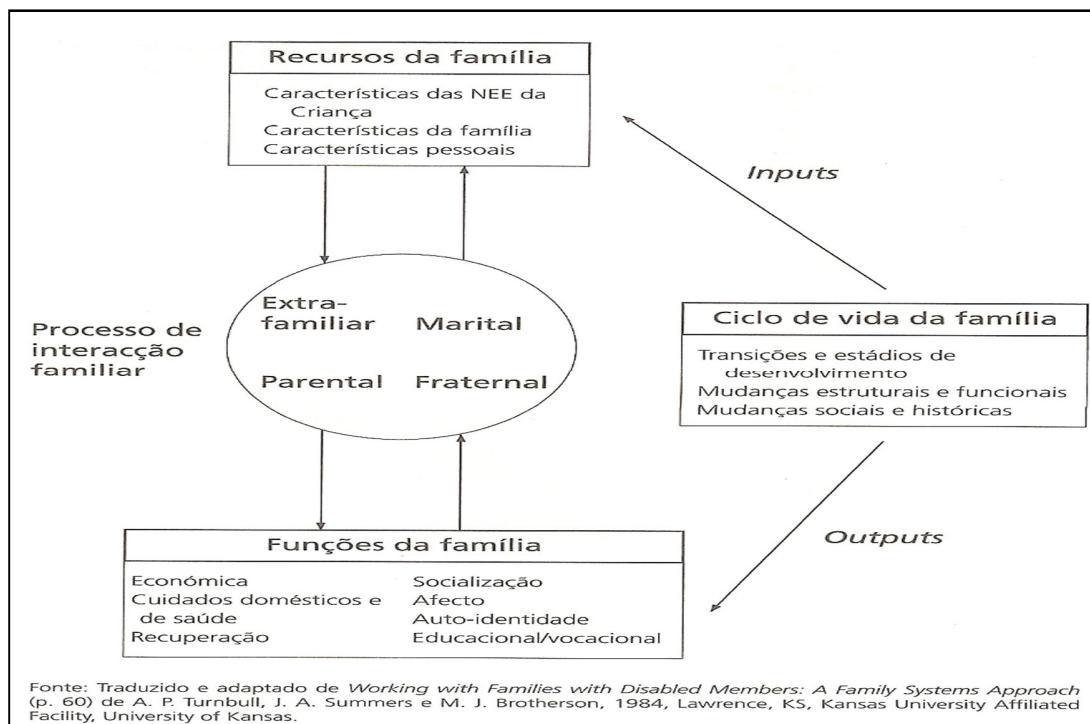 Recursos da família
Características das NEE da
Criança
Características da família
Características pessoais
Inputs
Extra-
familiar
Marital
Parental
Fraternal
Processo de
interacção
familiar
Ciclo de vida da família
Transições e estádios de
desenvolvimento
Mudanças estruturais e funcionais
Mudanças sociais e históricas
Outputs
Funções da família
Económica
Cuidados domésticos e
de saúde
Recuperação
Socialização
Afecto
Auto-identidade
Educacional/vocacional
Fonte: Traduzido e adaptado de Working with Families with Disabled Members: A Family Systems Approach
(p. 60) de A. P. Turnbull, J. A. Summers e M. J. Brotherson, 1984, Lawrence, KS, Kansas University Affiliated
Facility, University of Kansas.